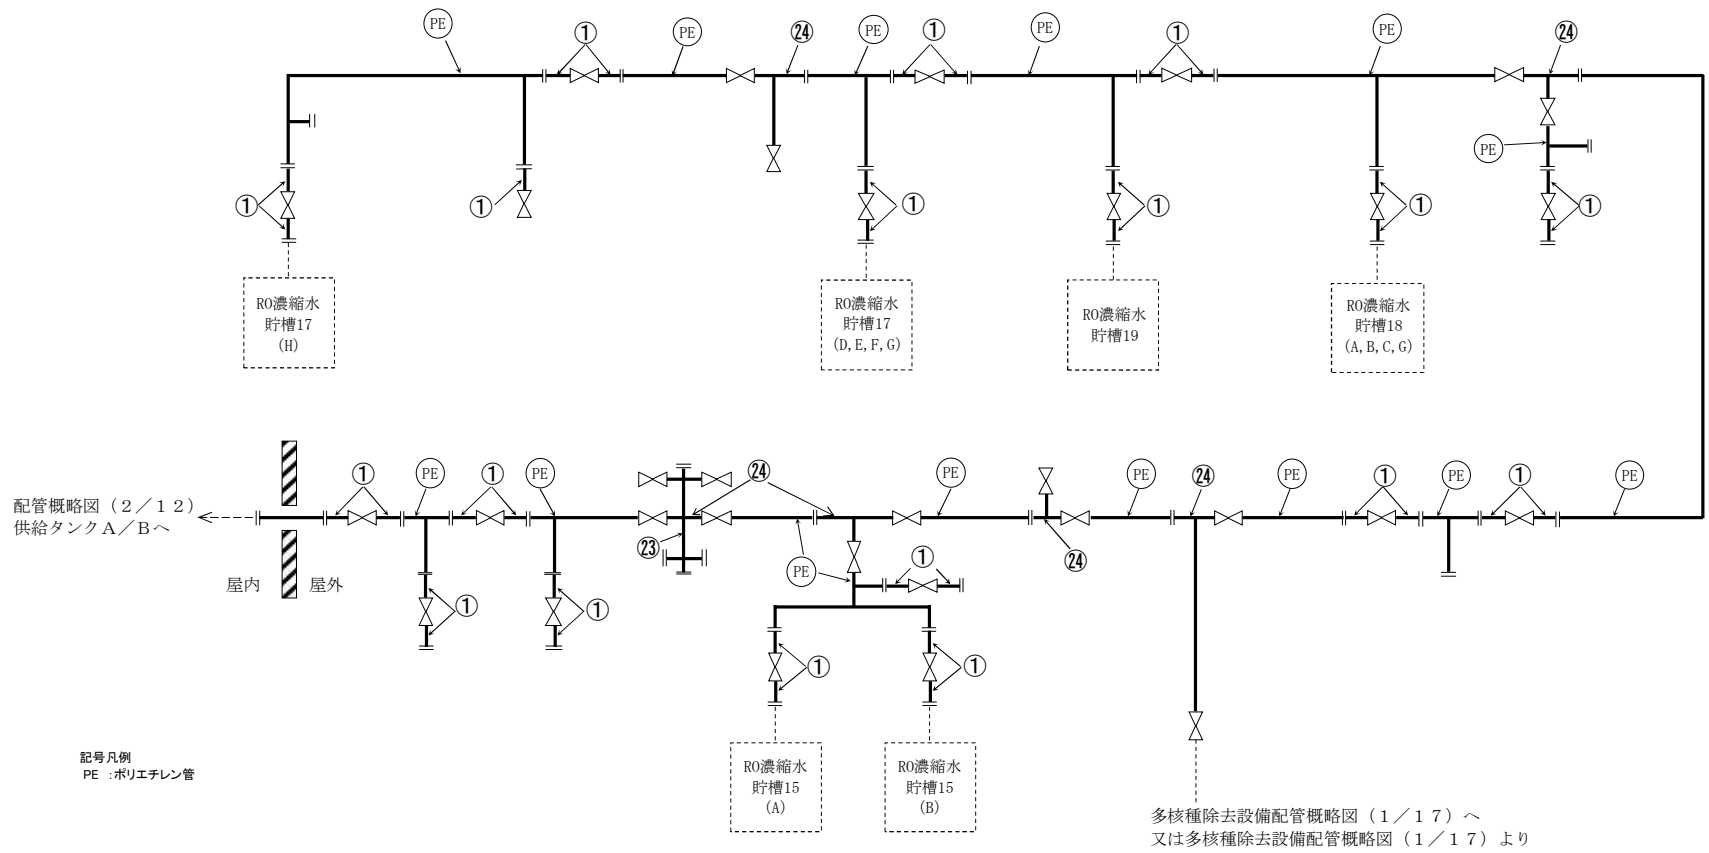 PE
①
PE
㉔
PE
①
PE
①
PE
㉔
PE
①
①
①
①
①
①
RO濃縮水
貯槽17
(H)
RO濃縮水
貯槽17
(D,E,F,G)
RO濃縮水
貯槽19
RO濃縮水
貯槽18
(A,B,C,G)
①
PE
①
PE
㉔
PE
PE
㉔
PE
①
PE
①
PE
配管概略図（２／１２）
供給タンクＡ／Ｂへ
㉓
㉔
PE
①
屋内
屋外
①
①
①
①
RO濃縮水
貯槽15
(A)
RO濃縮水
貯槽15
(B)
記号凡例
PE ：ポリエチレン管
多核種除去設備配管概略図（１／１７）へ
又は多核種除去設備配管概略図（１／１７）より